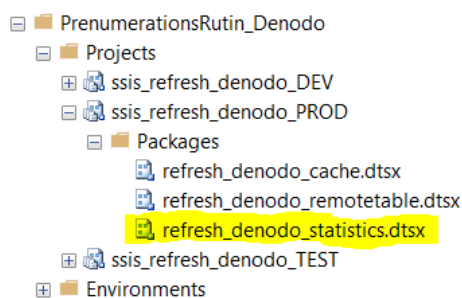 PrenumerationsRutin_Denodo
Projects
ssis_refresh_denodo_DEV
ssis_refresh_denodo_PROD
Packages
refresh_denodo_cache.dtsx
refresh_denodo_remotetable.dtsx
refresh_denodo_statistics.dtsx
ssis_refresh_denodo_TEST
Environments